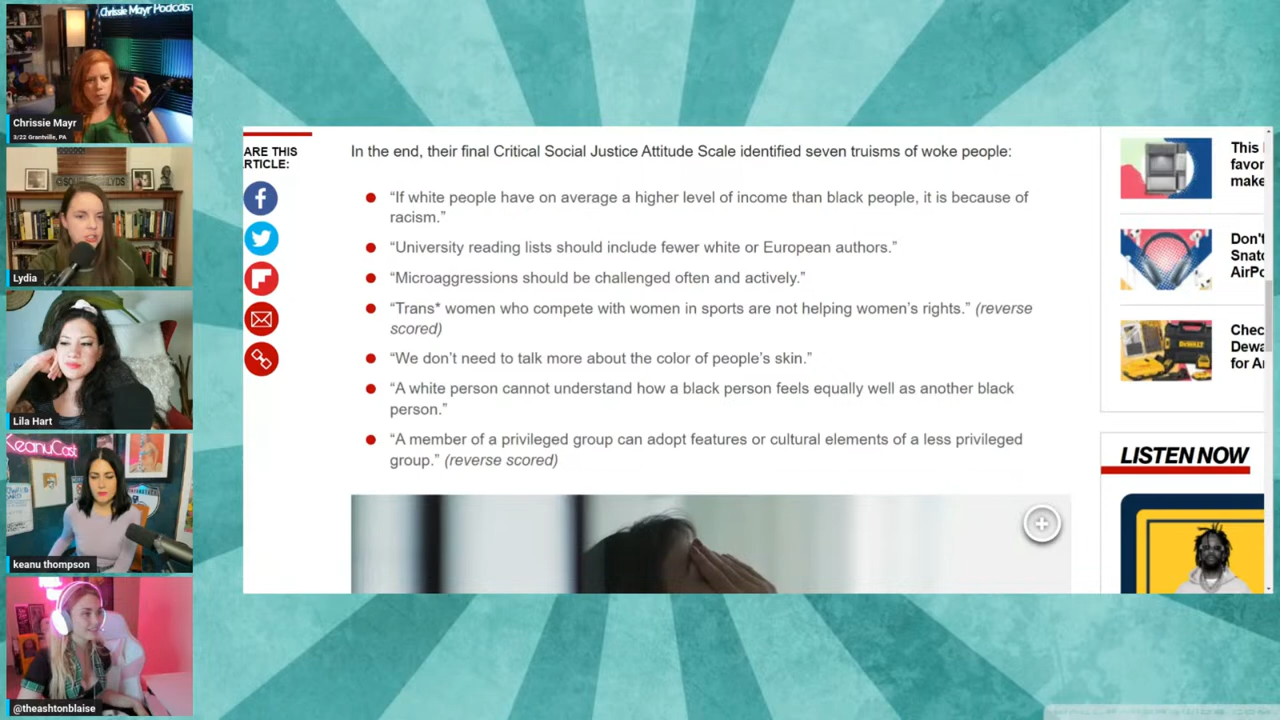 Chrissie Mayr Podcast
Chrissie Mayr
3/22 Grantville, PA
Lydia
Lila Hart
KeanuCast
keanu thompson
@theashtonblaise
ARE THIS
RTICLE:
In the end, their final Critical Social Justice Attitude Scale identified seven truisms of woke people:
“If white people have on average a higher level of income than black people, it is because of
racism.”
“University reading lists should include fewer white or European authors.”
“Microaggressions should be challenged often and actively.”
“Trans* women who compete with women in sports are not helping women’s rights.” (reverse
scored)
“We don’t need to talk more about the color of people’s skin.”
“A white person cannot understand how a black person feels equally well as another black
person.”
“A member of a privileged group can adopt features or cultural elements of a less privileged
group.” (reverse scored)
This
favor
make
Don't
Snatc
AirPo
Chec
Dewa
for A
LISTEN NOW